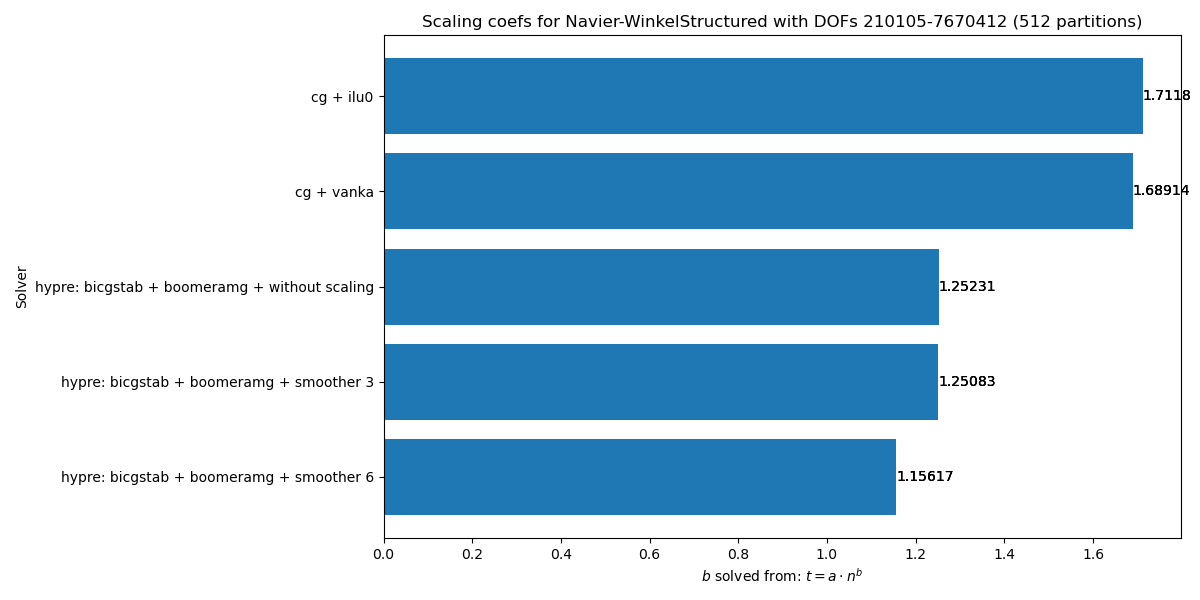 Scaling coefs for Navier-WinkelStructured with DOFs 210105-7670412 (512 partitions)
cg + ilu0
1.7118
cg + vanka
1.68914
hypre: bicgstab + boomeramg + without scaling
1.25231
hypre: bicgstab + boomeramg + smoother 3
1.25083
hypre: bicgstab + boomeramg + smoother 6
1.15617
Solver
0.0 0.2 0.4 0.6 0.8 1.0 1.2 1.4 1.6
b solved from: t = a · n^b